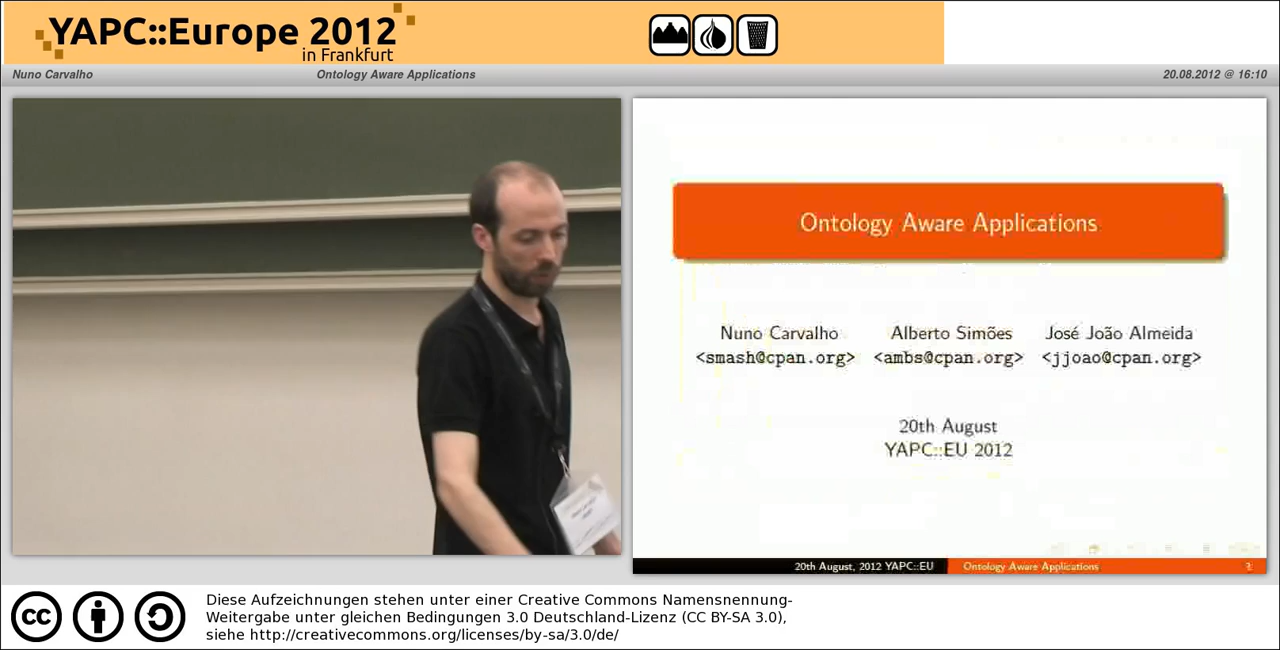 YAPC::Europe 2012
in Frankfurt
Nuno Carvalho
Ontology Aware Applications
20.08.2012 @ 16:10
Ontology Aware Applications
Nuno Carvalho Alberto Simões José João Almeida
<smash@cpan.org> <ambs@cpan.org> <jjoao@cpan.org>
20th August
YAPC::EU 2012
20th August, 2012 YAPC::EU Ontology Aware Applications
cc
Diese Aufzeichnungen stehen unter einer Creative Commons Namensnennung-
Weitergabe unter gleichen Bedingungen 3.0 Deutschland-Lizenz (CC BY-SA 3.0),
siehe http://creativecommons.org/licenses/by-sa/3.0/de/